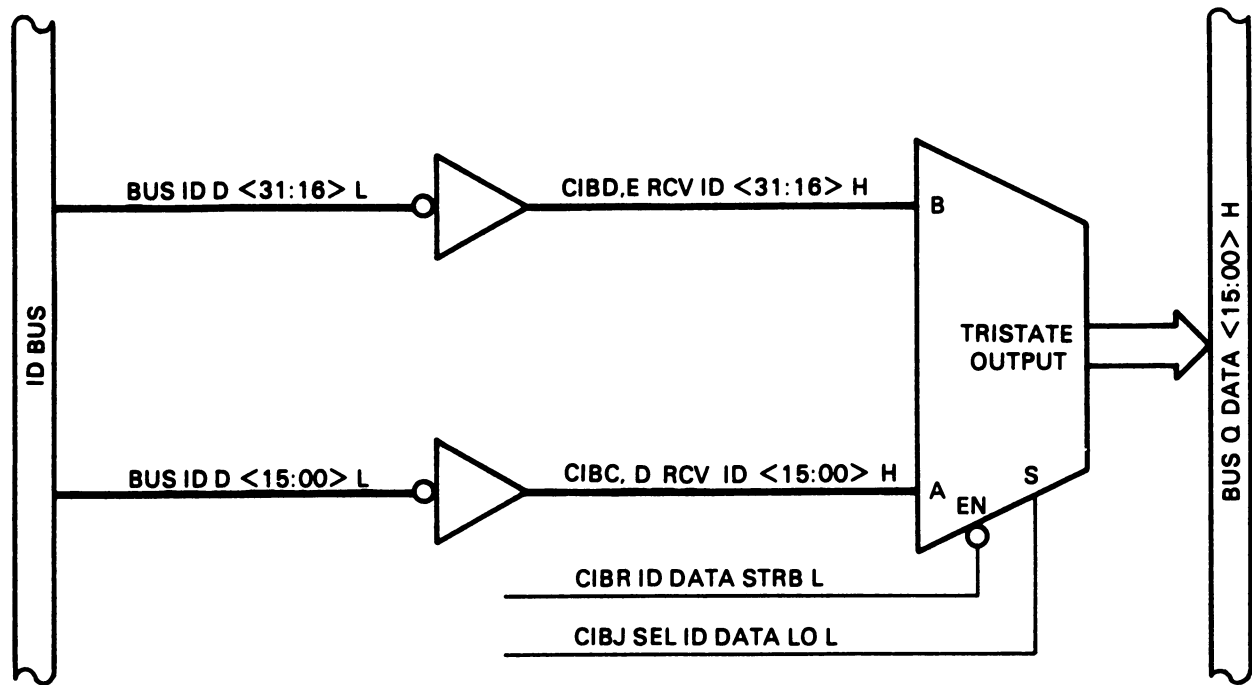 ID BUS
BUS ID D <31:16> L
CIBD,E RCV ID <31:16> H
B
TRISTATE
OUTPUT
BUS Q DATA <15:00> H
BUS ID D <15:00> L
CIBC, D RCV ID <15:00> H
A
EN
S
CIBR ID DATA STRB L
CIBJ SEL ID DATA LO L